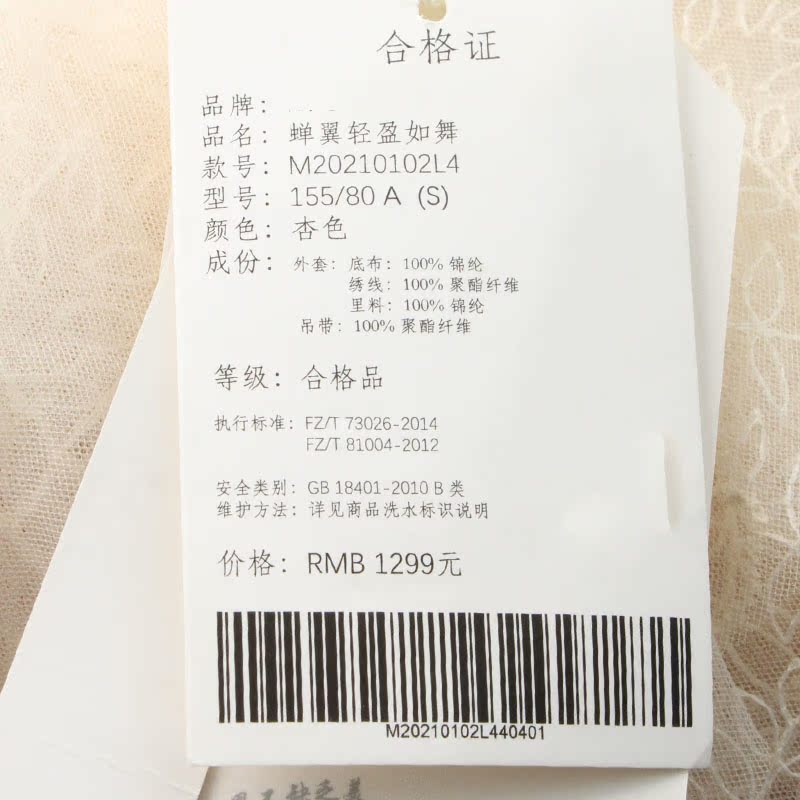 合格证
品牌：
品名：蝉翼轻盈如舞
款号：M20210102L4
型号：155/80 A (S)
颜色：杏色
成份：外套：底布：100% 锦纶
绣线：100% 聚酯纤维
里料：100% 锦纶
吊带：100% 聚酯纤维
等级：合格品
执行标准：FZ/T 73026-2014
FZ/T 81004-2012
安全类别：GB 18401-2010 B 类
维护方法：详见商品洗水标识说明
价格：RMB 1299元
M20210102L440401